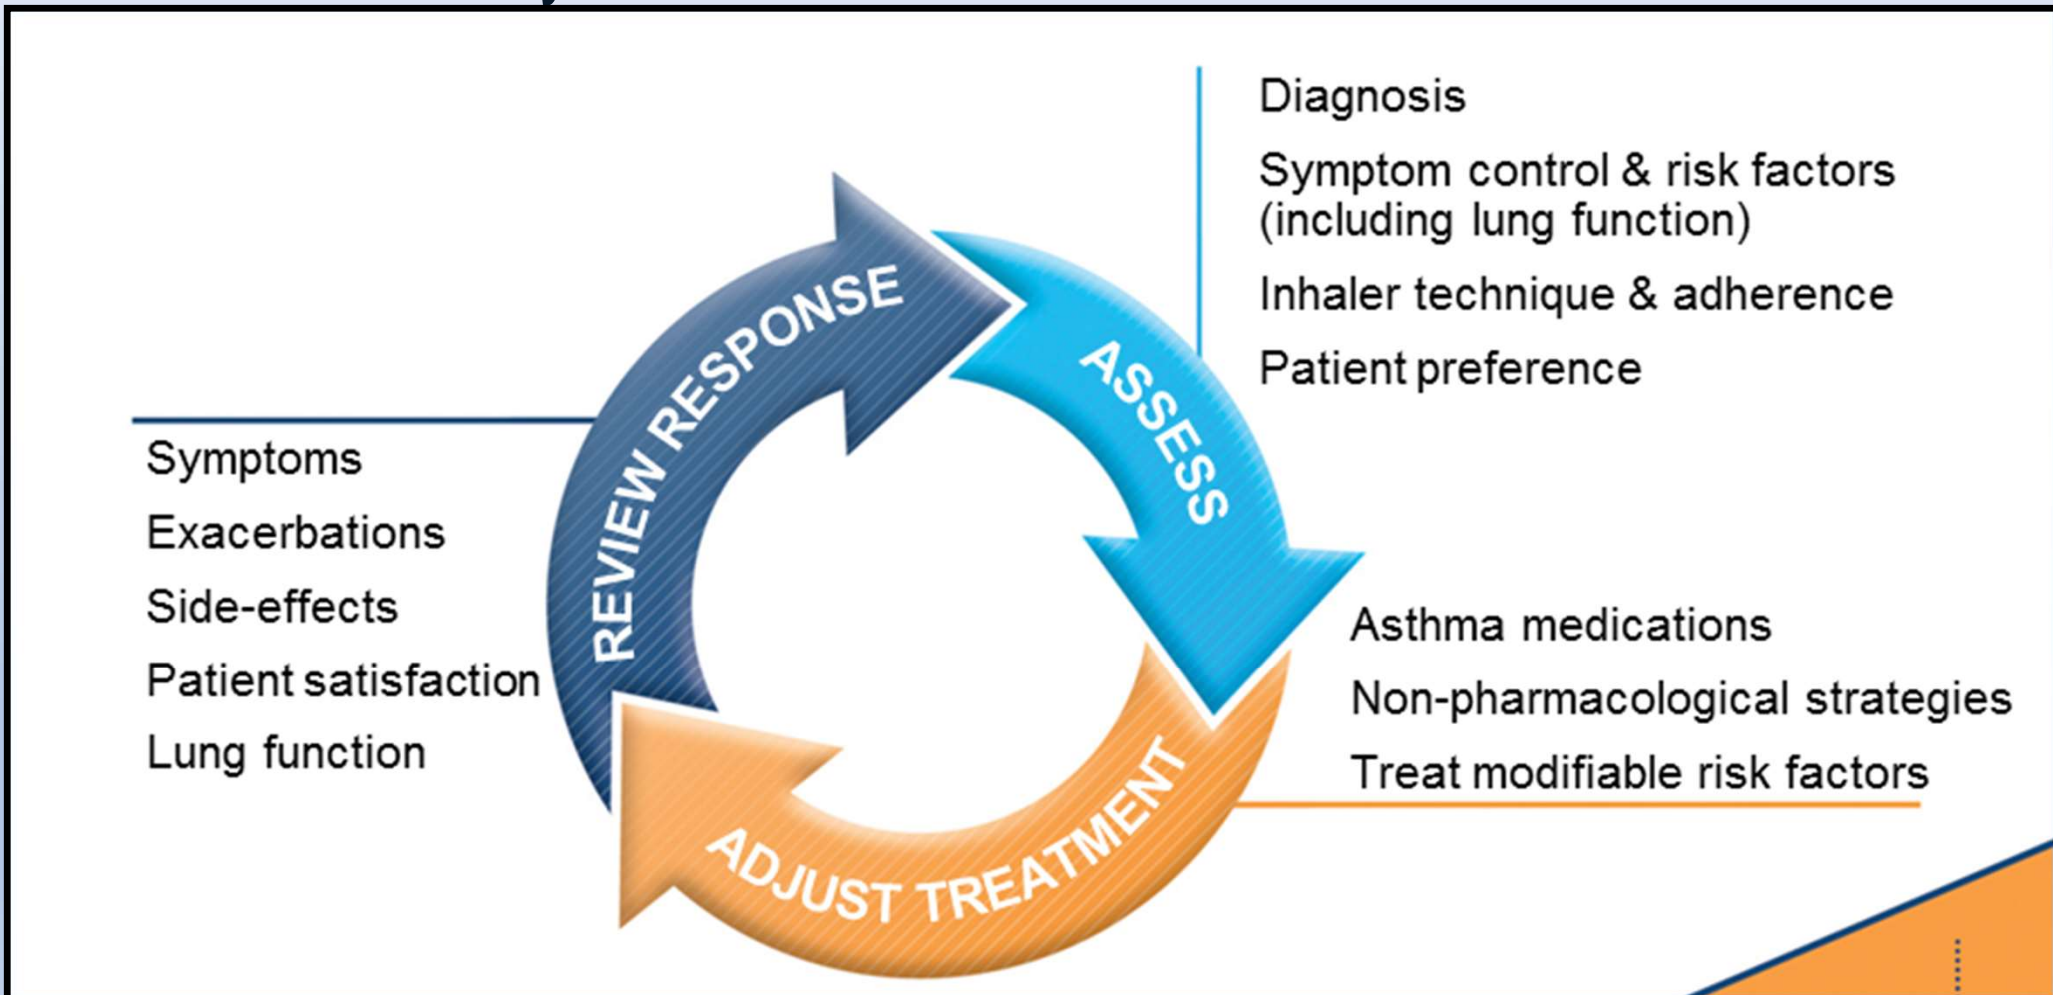 Diagnosis
Symptom control & risk factors
(including lung function)
Inhaler technique & adherence
Patient preference
REVIEW RESPONSE
ASSESS
ADJUST TREATMENT
Symptoms
Exacerbations
Side-effects
Patient satisfaction
Lung function
Asthma medications
Non-pharmacological strategies
Treat modifiable risk factors